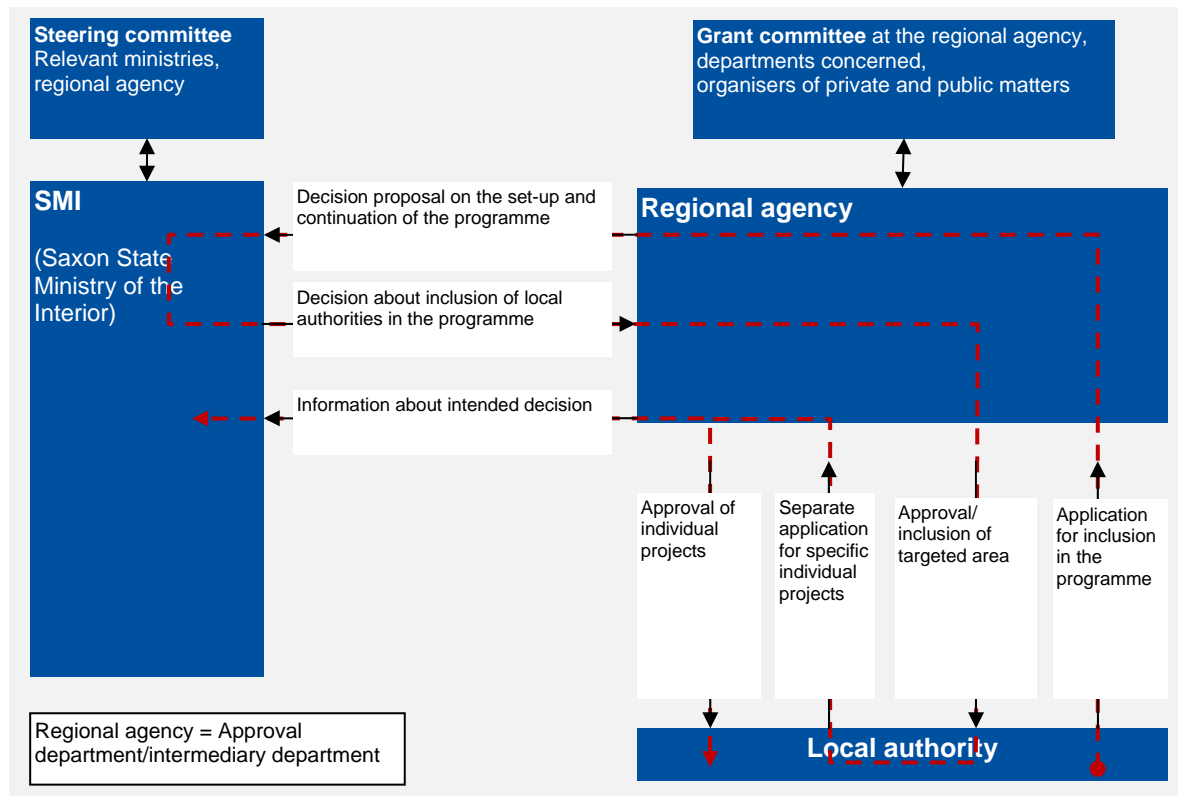 Steering committee
Relevant ministries,
regional agency
Grant committee at the regional agency,
departments concerned,
organisers of private and public matters
SMI
(Saxon State
Ministry of the
Interior)
Decision proposal on the set-up and
continuation of the programme
Decision about inclusion of local
authorities in the programme
Information about intended decision
Regional agency
Approval of
individual
projects
Separate
application
for specific
individual
projects
Approval/
inclusion of
targeted area
Application
for inclusion
in the
programme
Local authority
Regional agency = Approval
department/intermediary department